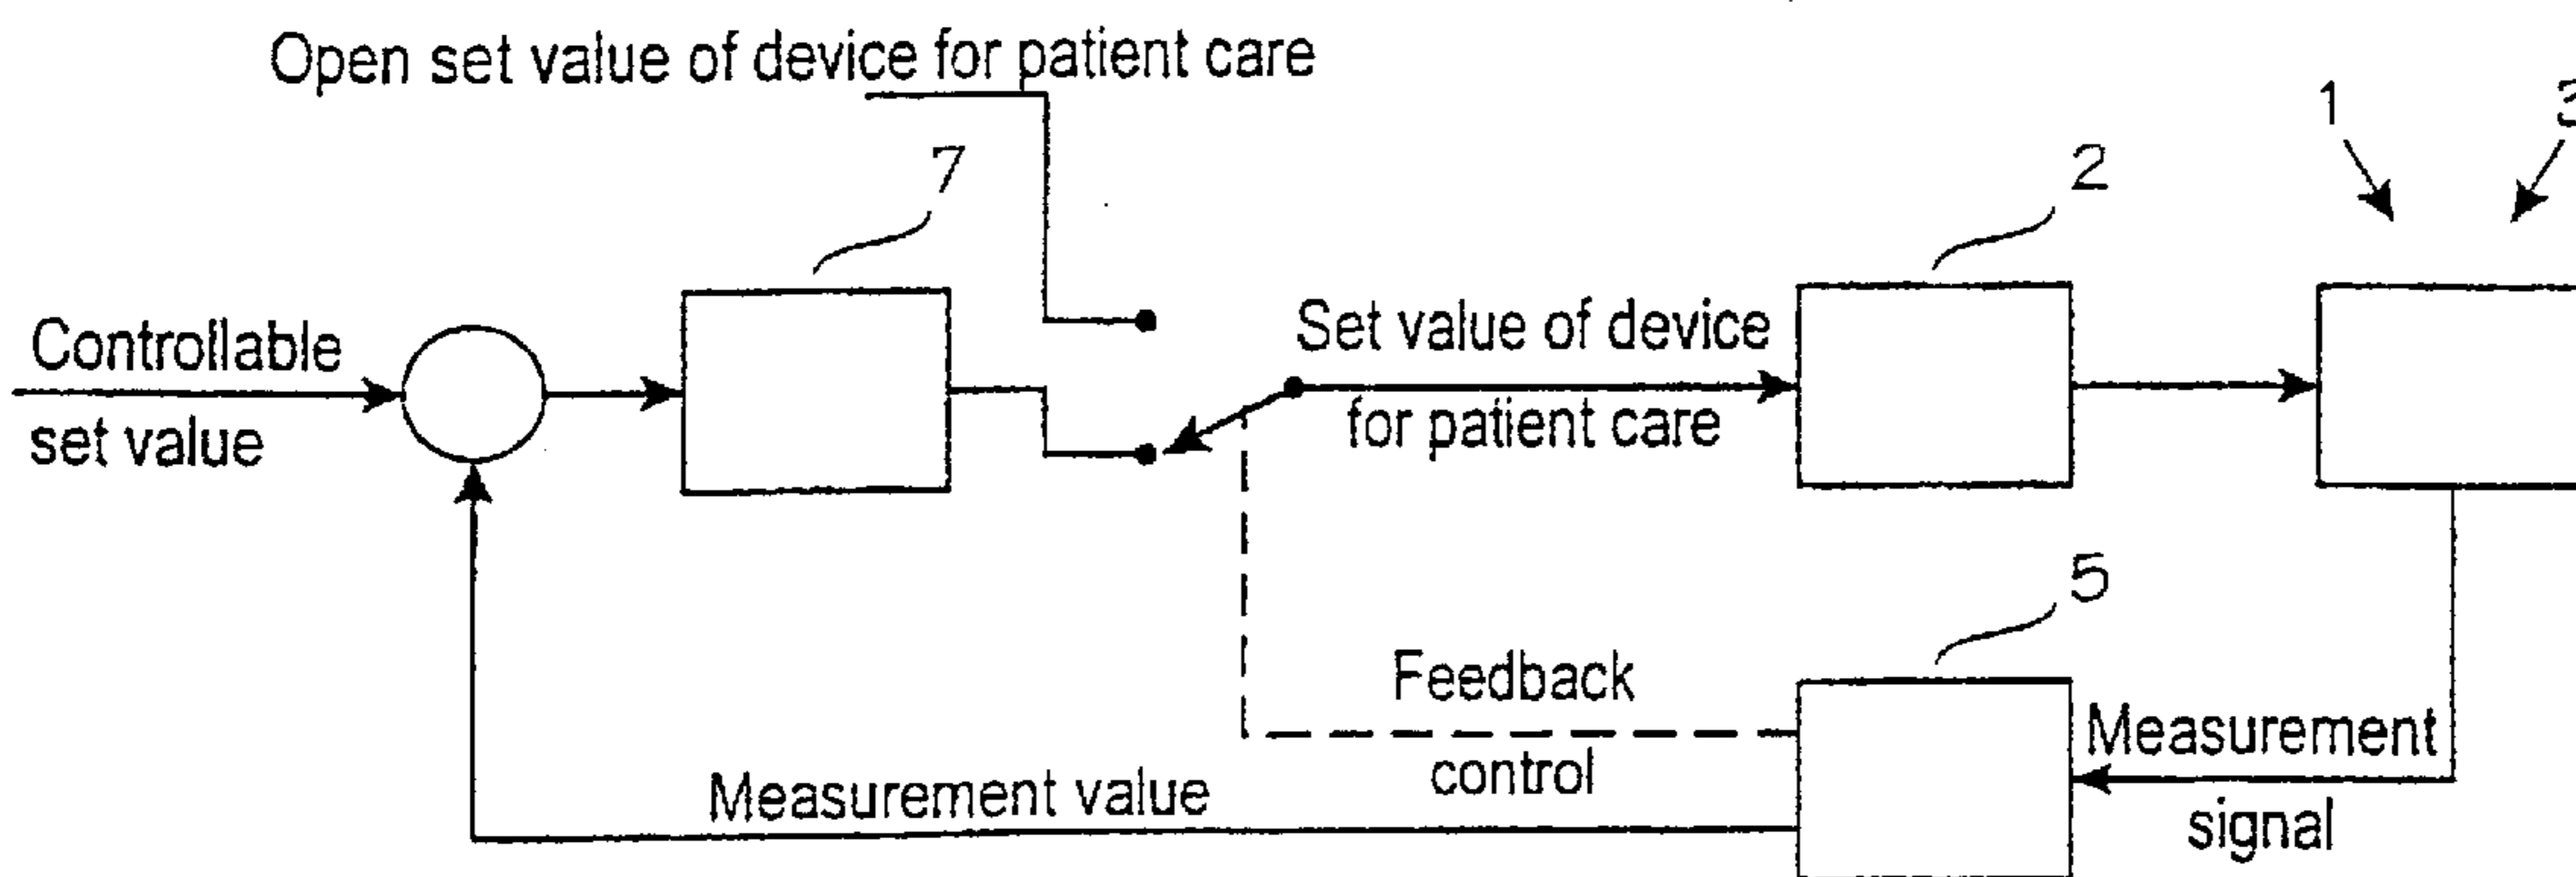 Open set value of device for patient care
7
2
1
3
Controllable
set value
Set value of device
for patient care
5
Feedback
control
Measurement
signal
Measurement value